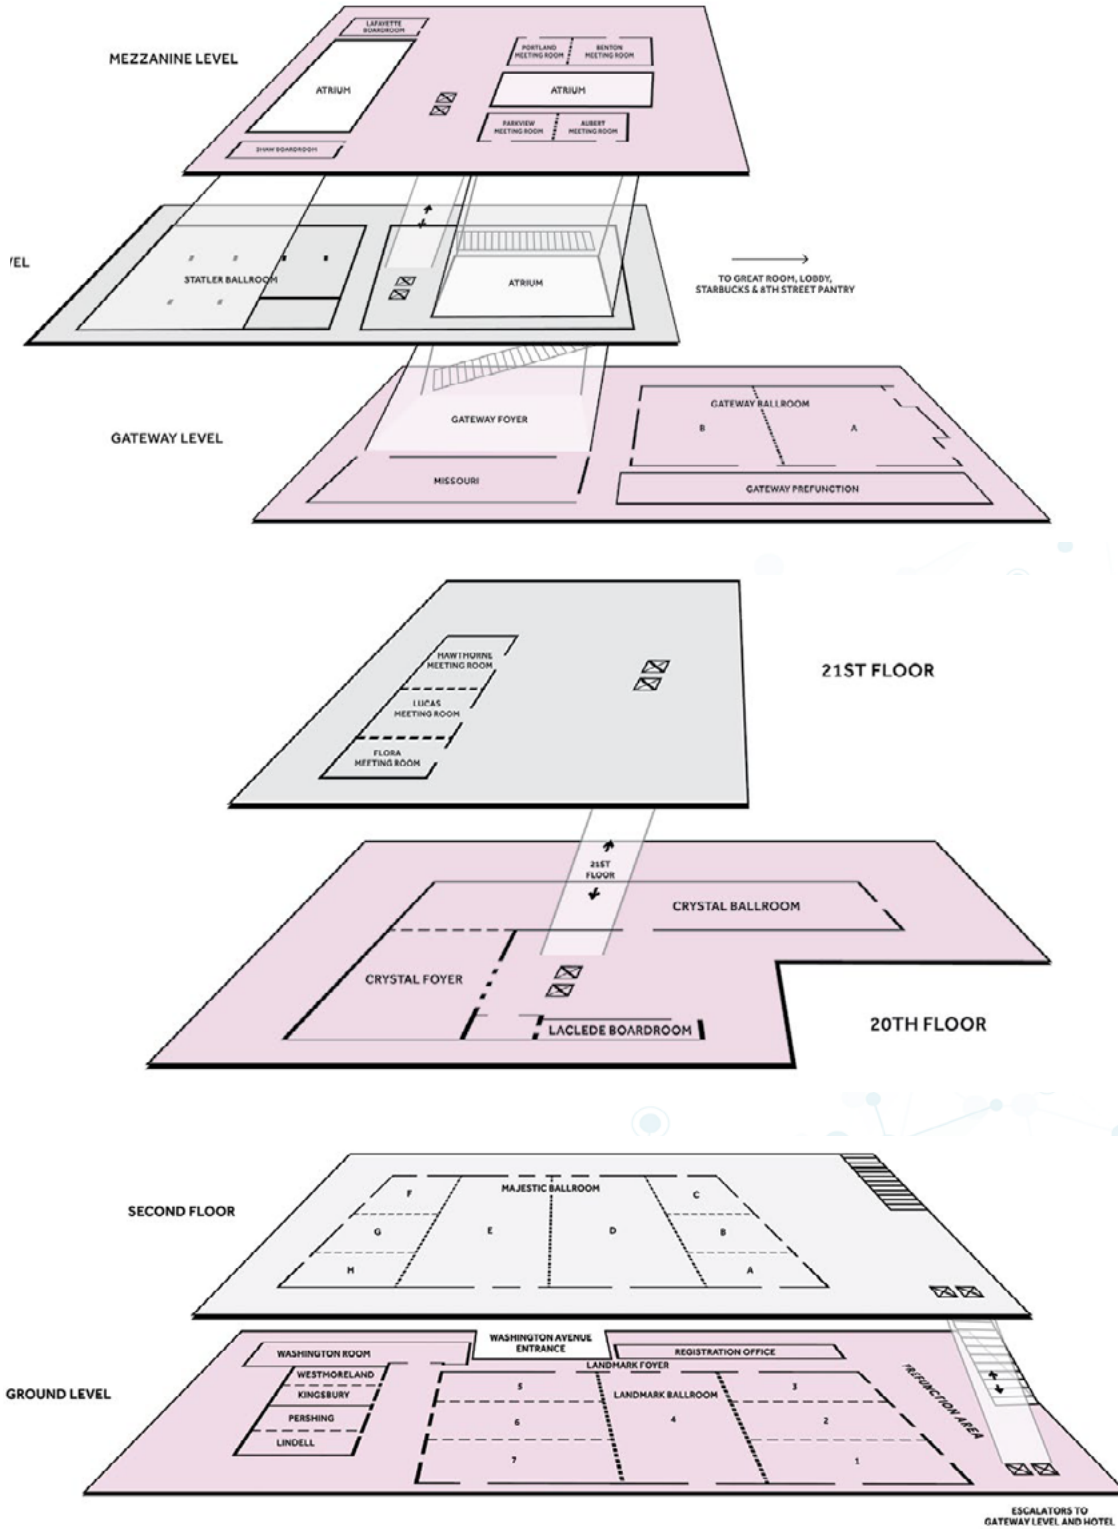 LAFAYETTE
BOARDROOM
MEZZANINE LEVEL
PORTLAND
MEETING ROOM
BENTON
MEETING ROOM
ATRIUM
ATRIUM
PARKVIEW
MEETING ROOM
AUBERT
MEETING ROOM
SHAW BOARDROOM
VEL
STATLER BALLROOM
ATRIUM
TO GREAT ROOM, LOBBY,
STARBUCKS & 8TH STREET PANTRY
GATEWAY LEVEL
GATEWAY FOYER
GATEWAY BALLROOM
B
A
MISSOURI
GATEWAY PREFUNCTION
HAWTHORNE
MEETING ROOM
21ST FLOOR
LUCAS
MEETING ROOM
FLORA
MEETING ROOM
21ST
FLOOR
CRYSTAL BALLROOM
CRYSTAL FOYER
LACLEDE BOARDROOM
20TH FLOOR
SECOND FLOOR
MAJESTIC BALLROOM
F
C
G
E
D
B
H
A
WASHINGTON AVENUE
ENTRANCE
WASHINGTON ROOM
REGISTRATION OFFICE
LANDMARK FOYER
GROUND LEVEL
WESTMORELAND
KINGSBURY
PERSHING
LINDELL
5
LANDMARK BALLROOM
3
6
4
2
7
1
PREFUNCTION AREA
ESCALATORS TO
GATEWAY LEVEL AND HOTEL